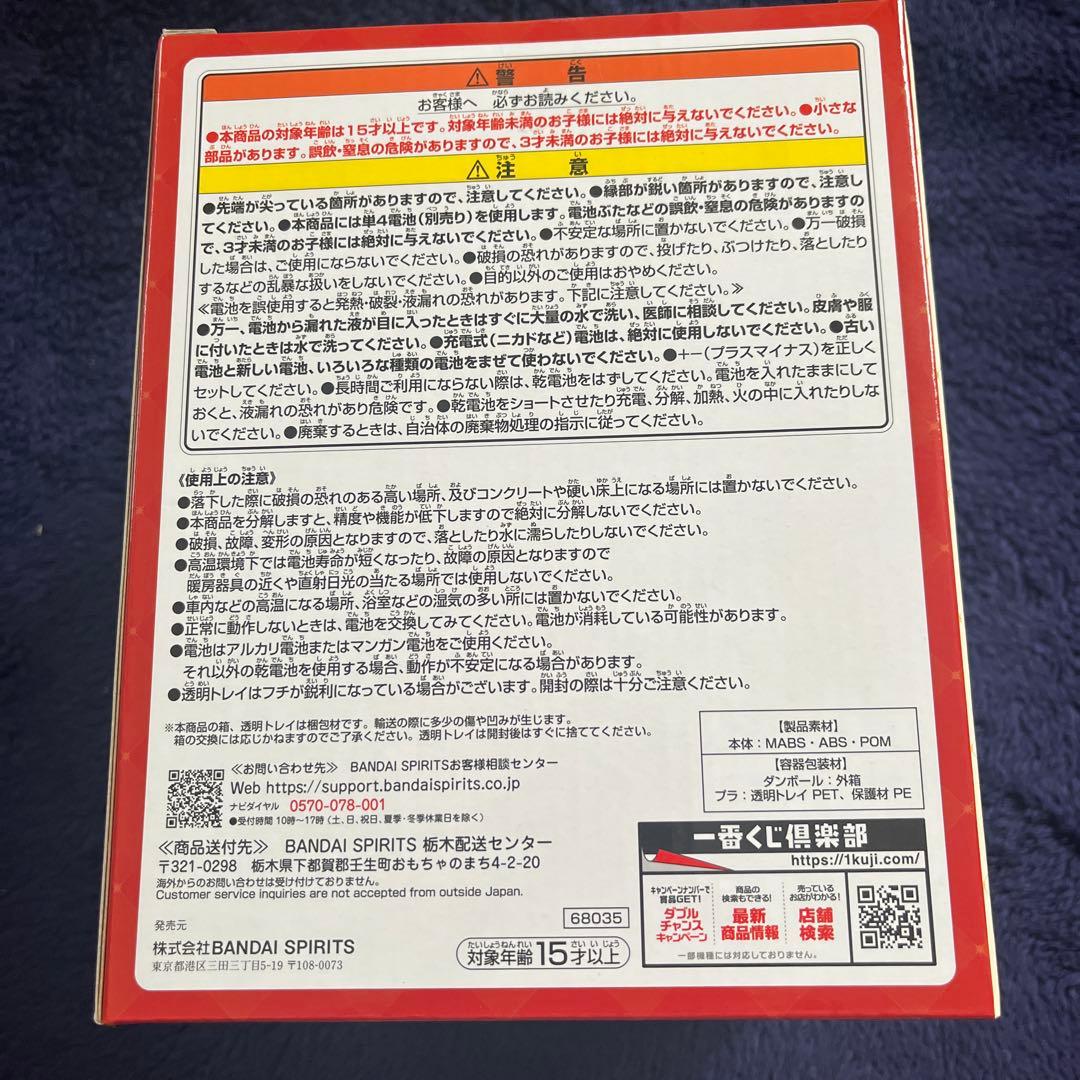 ⚠警告
お客様へ 必ずお読みください。
●本商品の対象年齢は15才以上です。対象年齢未満のお子様には絶対に与えないでください。●小さな
部品があります。誤飲・窒息の危険がありますので、3才未満のお子様には絶対に与えないでください。
⚠注意
●先端が尖っている箇所がありますので、注意してください。●縁部が鋭い箇所がありますので、注意し
てください。●本商品には単4電池(別売り)を使用します。電池ぶたなどの誤飲・窒息の危険がありますの
で、3才未満のお子様には絶対に与えないでください。●不安定な場所に置かないでください。●万一破損
した場合は、ご使用にならないでください。●破損の恐れがありますので、投げたり、ぶつけたり、落としたり
するなどの乱暴な扱いをしないでください。●目的以外のご使用はおやめください。
≪電池を誤使用すると発熱・破裂・液漏れの恐れがあります。下記に注意してください。≫
●万一、電池から漏れた液が目に入ったときはすぐに大量の水で洗い、医師に相談してください。皮膚や服
に付いたときは水で洗ってください。●充電式(ニカドなど)電池は、絶対に使用しないでください。●古い
電池と新しい電池、いろいろな種類の電池をまぜて使わないでください。●+−(プラスマイナス)を正しく
セットしてください。●長時間ご利用にならない際は、乾電池をはずしてください。電池を入れたままにして
おくと、液漏れの恐れがあり危険です。●乾電池をショートさせたり充電、分解、加熱、火の中に入れたりしな
いでください。●廃棄するときは、自治体の廃棄物処理の指示に従ってください。
《使用上の注意》
●落下した際に破損の恐れのある高い場所、及びコンクリートや硬い床上になる場所には置かないでください。
●本商品を分解しますと、精度や機能が低下しますので絶対に分解しないでください。
●破損、故障、変形の原因となりますので、落としたり水に濡らしたりしないでください。
●高温環境下では電池寿命が短くなったり、故障の原因となりますので
暖房器具の近くや直射日光の当たる場所では使用しないでください。
●車内などの高温になる場所、浴室などの湿気の多い所には置かないでください。
●正常に動作しないときは、電池を交換してみてください。電池が消耗している可能性があります。
●電池はアルカリ電池またはマンガン電池をご使用ください。
それ以外の乾電池を使用する場合、動作が不安定になる場合があります。
●透明トレイはフチが鋭利になっている場合がございます。開封の際は十分ご注意ください。
※本商品の箱、透明トレイは梱包材です。輸送の際に多少の傷や凹みが生じます。
箱の交換には応じかねますのでご了承ください。透明トレイは開封後はすぐに捨ててください。
【製品素材】
本体：MABS・ABS・POM
【容器包装材】
ダンボール：外箱
プラ：透明トレイ PET、保護材 PE
≪お問い合わせ先≫ BANDAI SPIRITSお客様相談センター
Web https://support.bandaispirits.co.jp
ナビダイヤル 0570-078-001
●受付時間 10時〜17時 (土、日、祝日、夏季・冬季休業日を除く)
≪商品送付先≫ BANDAI SPIRITS 栃木配送センター
〒321-0298 栃木県下都賀郡壬生町おもちゃのまち4-2-20
海外からのお問い合わせは受け付けておりません。
Customer service inquiries are not accepted from outside Japan.
一番くじ倶楽部
https://1kuji.com/
キャンペーンナンバーで
賞品GET!
ダブル
チャンス
キャンペーン
商品の
検索もできる!
最新
商品情報
売っている
お店がわかる!
店舗
検索
一部機種には対応しておりません。
68035
対象年齢 15才以上
発売元
株式会社BANDAI SPIRITS
東京都港区三田三丁目5-19 〒108-0073